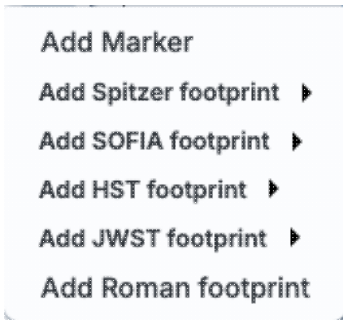 Add Marker
Add Spitzer footprint
Add SOFIA footprint
Add HST footprint
Add JWST footprint
Add Roman footprint